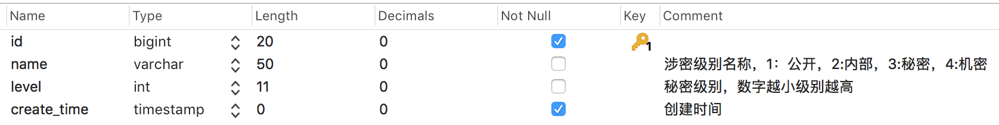 Name Type Length Decimals Not Null Key Comment
id bigint 20 0 1
name varchar 50 0 涉密级别名称，1：公开，2:内部，3:秘密，4:机密
level int 11 0 秘密级别，数字越小级别越高
create_time timestamp 0 0 创建时间